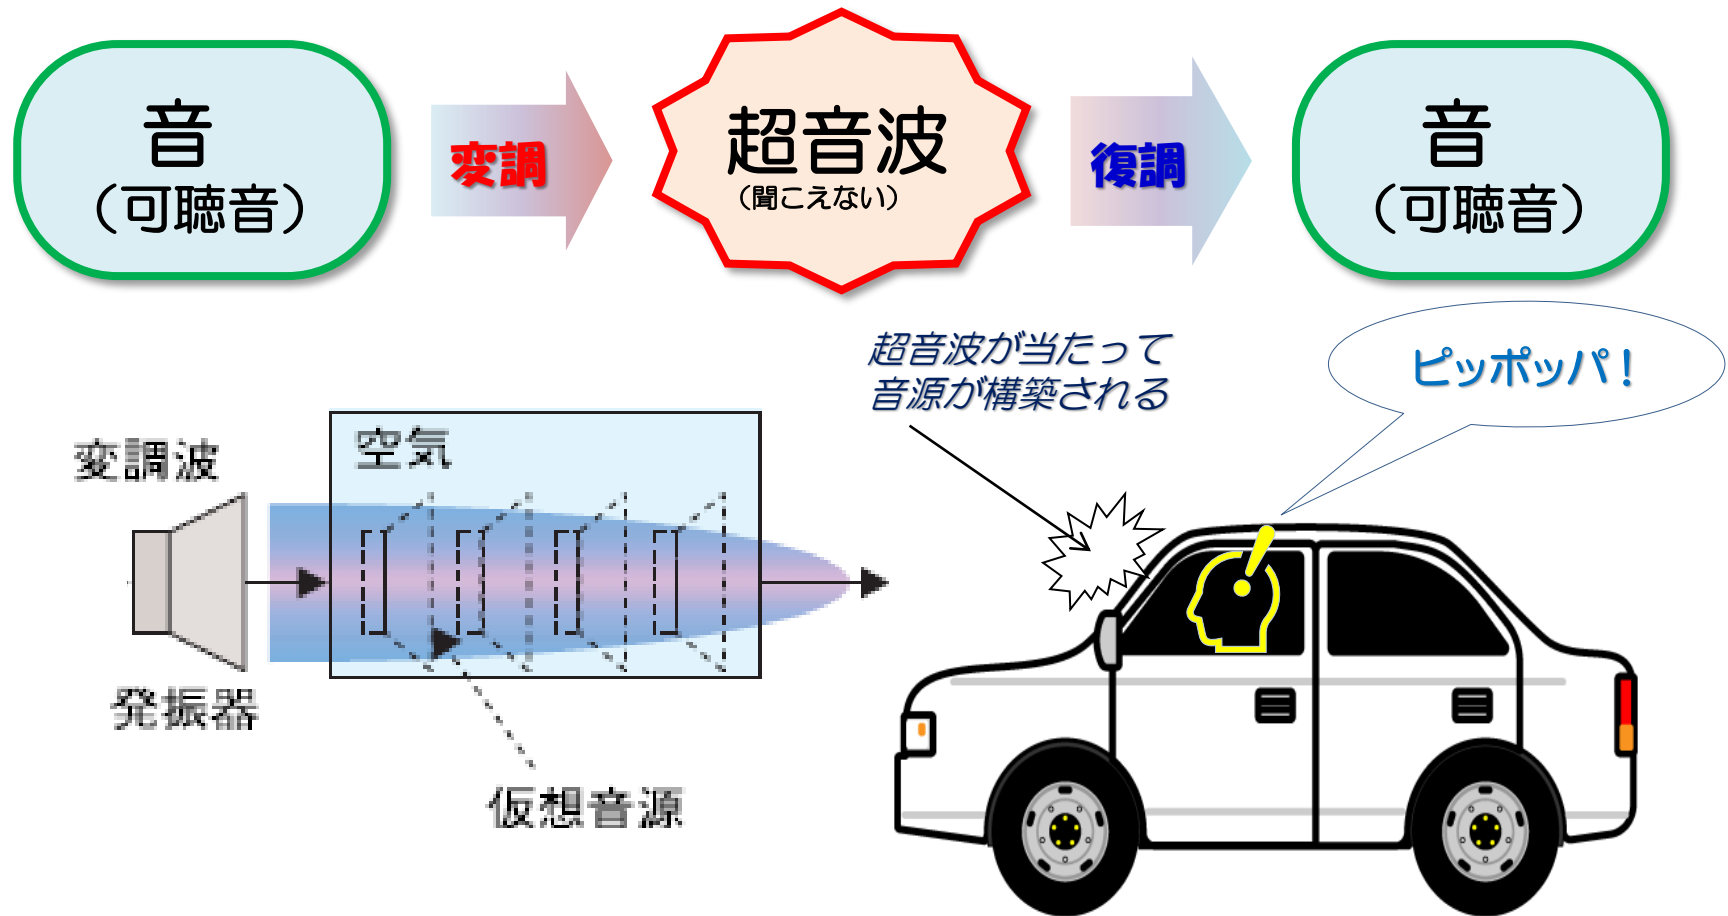 音
（可聴音）
変調
超音波
（聞こえない）
復調
音
（可聴音）
超音波が当たって
音源が構築される
ピッポッパ！
変調波
空気
発振器
仮想音源